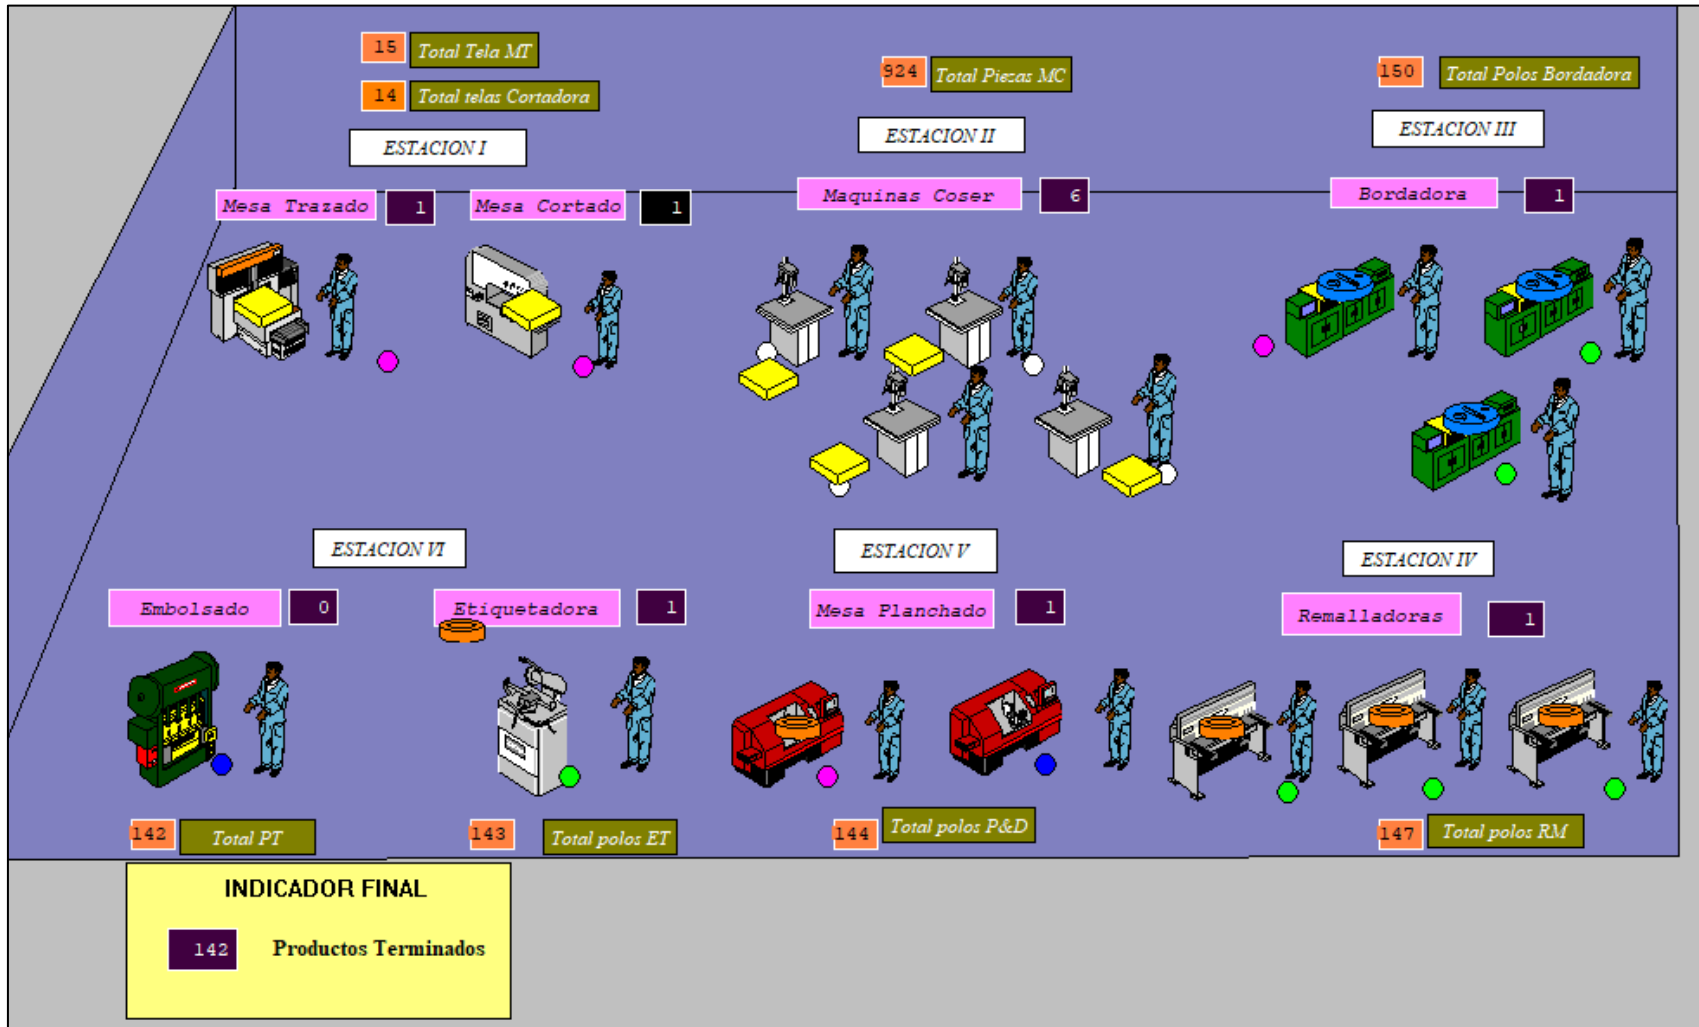 15 Total Tela MT
14 Total telas Cortadora
924 Total Piezas MC
150 Total Polos Bordadora
ESTACION I
ESTACION II
ESTACION III
Mesa Trazado 1
Mesa Cortado 1
Maquinas Coser 6
Bordadora 1
ESTACION VI
ESTACION V
ESTACION IV
Embolsado 0
Etiquetadora 1
Mesa Planchado 1
Remalladoras 1
142 Total PT
143 Total polos ET
144 Total polos P&D
147 Total polos RM
INDICADOR FINAL
142 Productos Terminados